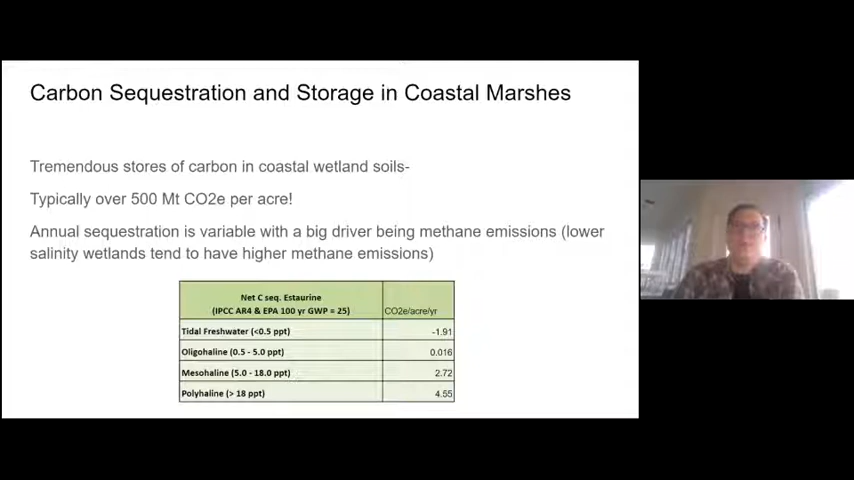 Carbon Sequestration and Storage in Coastal Marshes
Tremendous stores of carbon in coastal wetland soils-
Typically over 500 Mt CO2e per acre!
Annual sequestration is variable with a big driver being methane emissions (lower
salinity wetlands tend to have higher methane emissions)
Net C seq. Estaurine
(IPCC AR4 & EPA 100 yr GWP = 25) CO2e/acre/yr
Tidal Freshwater (<0.5 ppt) -1.91
Oligohaline (0.5 - 5.0 ppt) 0.016
Mesohaline (5.0 - 18.0 ppt) 2.72
Polyhaline (> 18 ppt) 4.55